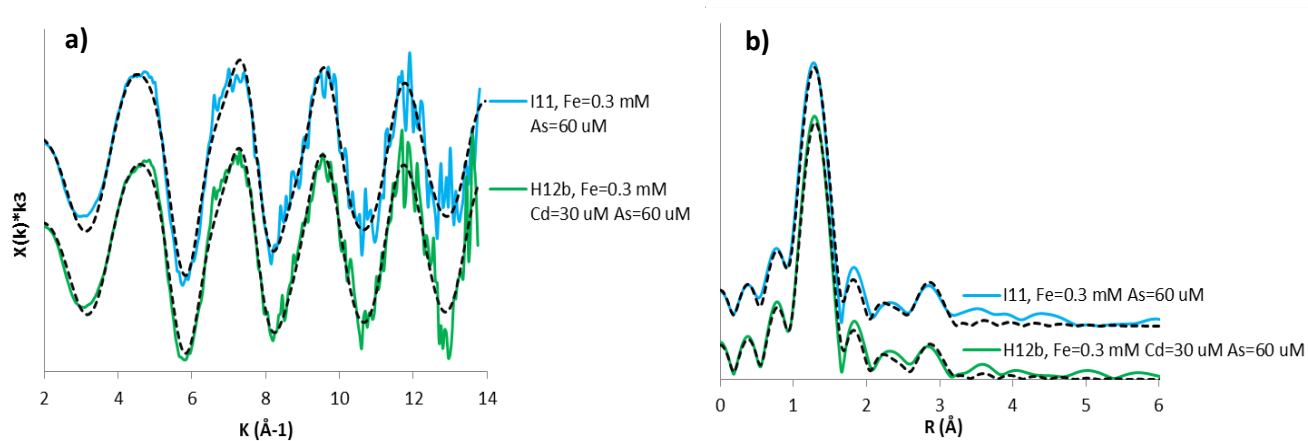 a)
I11, Fe=0.3 mM
As=60 uM
H12b, Fe=0.3 mM
Cd=30 uM As=60 uM
X(k)*k3
2 4 6 8 10 12 14
K (Å-1)
b)
I11, Fe=0.3 mM As=60 uM
H12b, Fe=0.3 mM Cd=30 uM As=60 uM
0 1 2 3 4 5 6
R (Å)